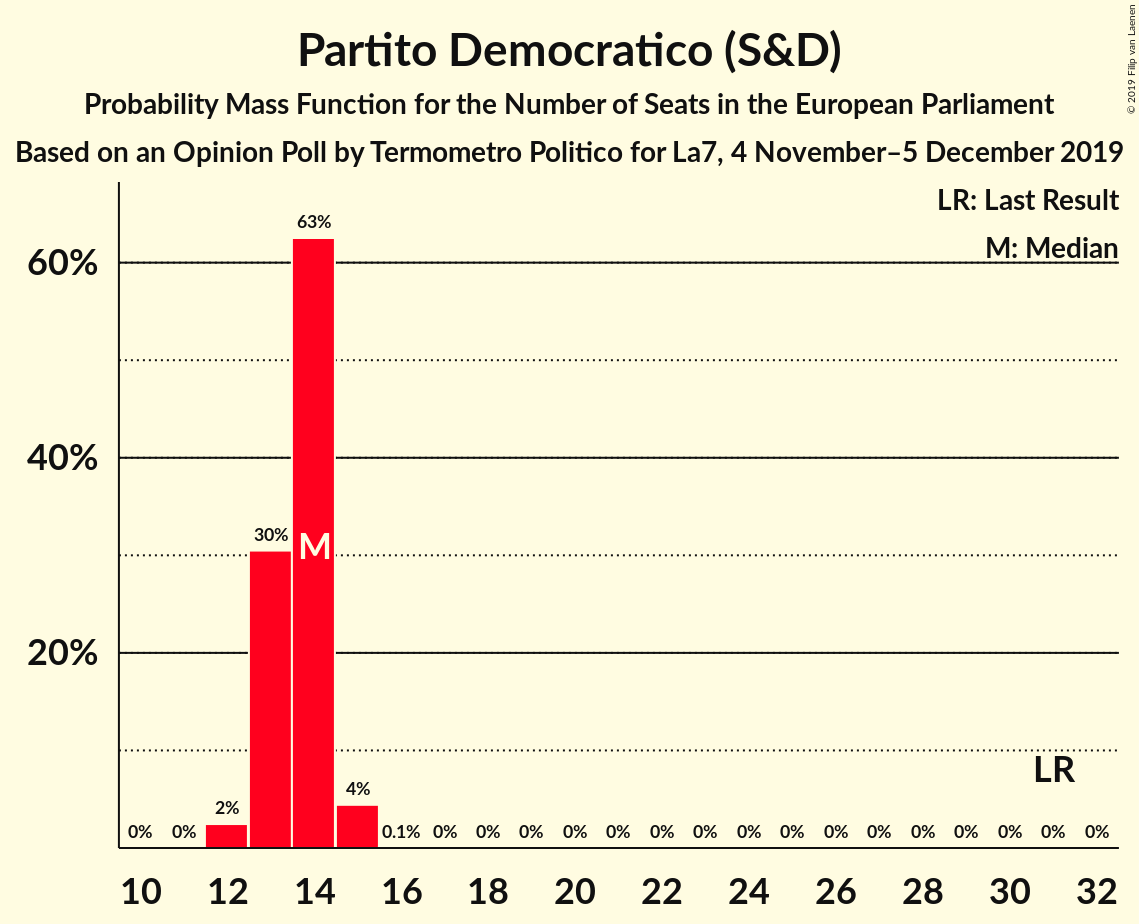 Partito Democratico (S&D)
Probability Mass Function for the Number of Seats in the European Parliament
Based on an Opinion Poll by Termometro Politico for La7, 4 November–5 December 2019
© 2019 Filip van Laenen
LR: Last Result
M: Median
60%
40%
20%
0% 0% 2% 30% 63% 4% 0.1% 0% 0% 0% 0% 0% 0% 0% 0% 0% 0% 0% 0% 0% 0% 0% 0%
M
LR
10 12 14 16 18 20 22 24 26 28 30 32